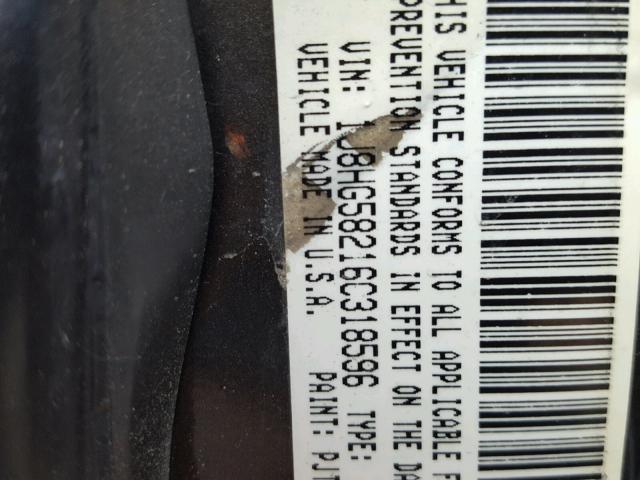 HIS VEHICLE CONFORMS TO ALL APPLICABLE F
PREVENTION STANDARDS IN EFFECT ON THE DA
VIN: 1J8HG58216C318596 TYPE:
VEHICLE MADE IN U.S.A. PAINT: PJ